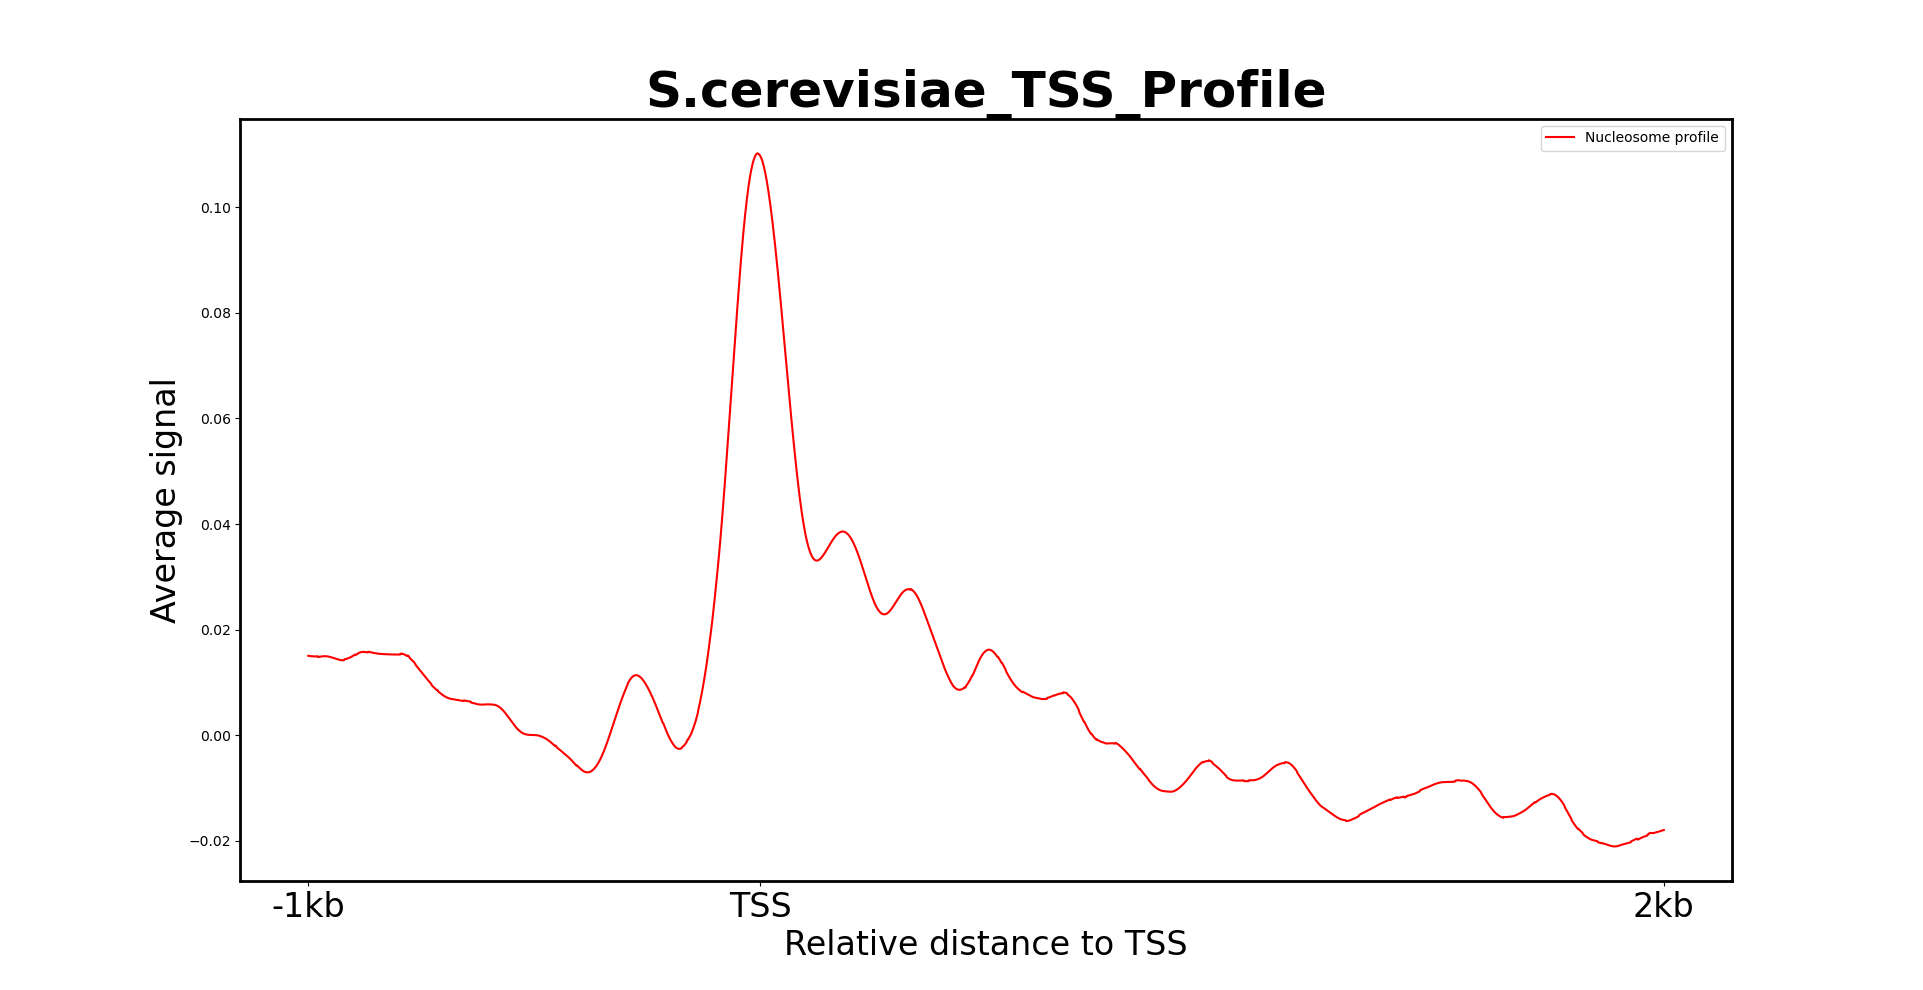 S.cerevisiae_TSS_Profile
Nucleosome profile
0.10
0.08
0.06
0.04
0.02
0.00
−0.02
Average signal
-1kb TSS 2kb
Relative distance to TSS